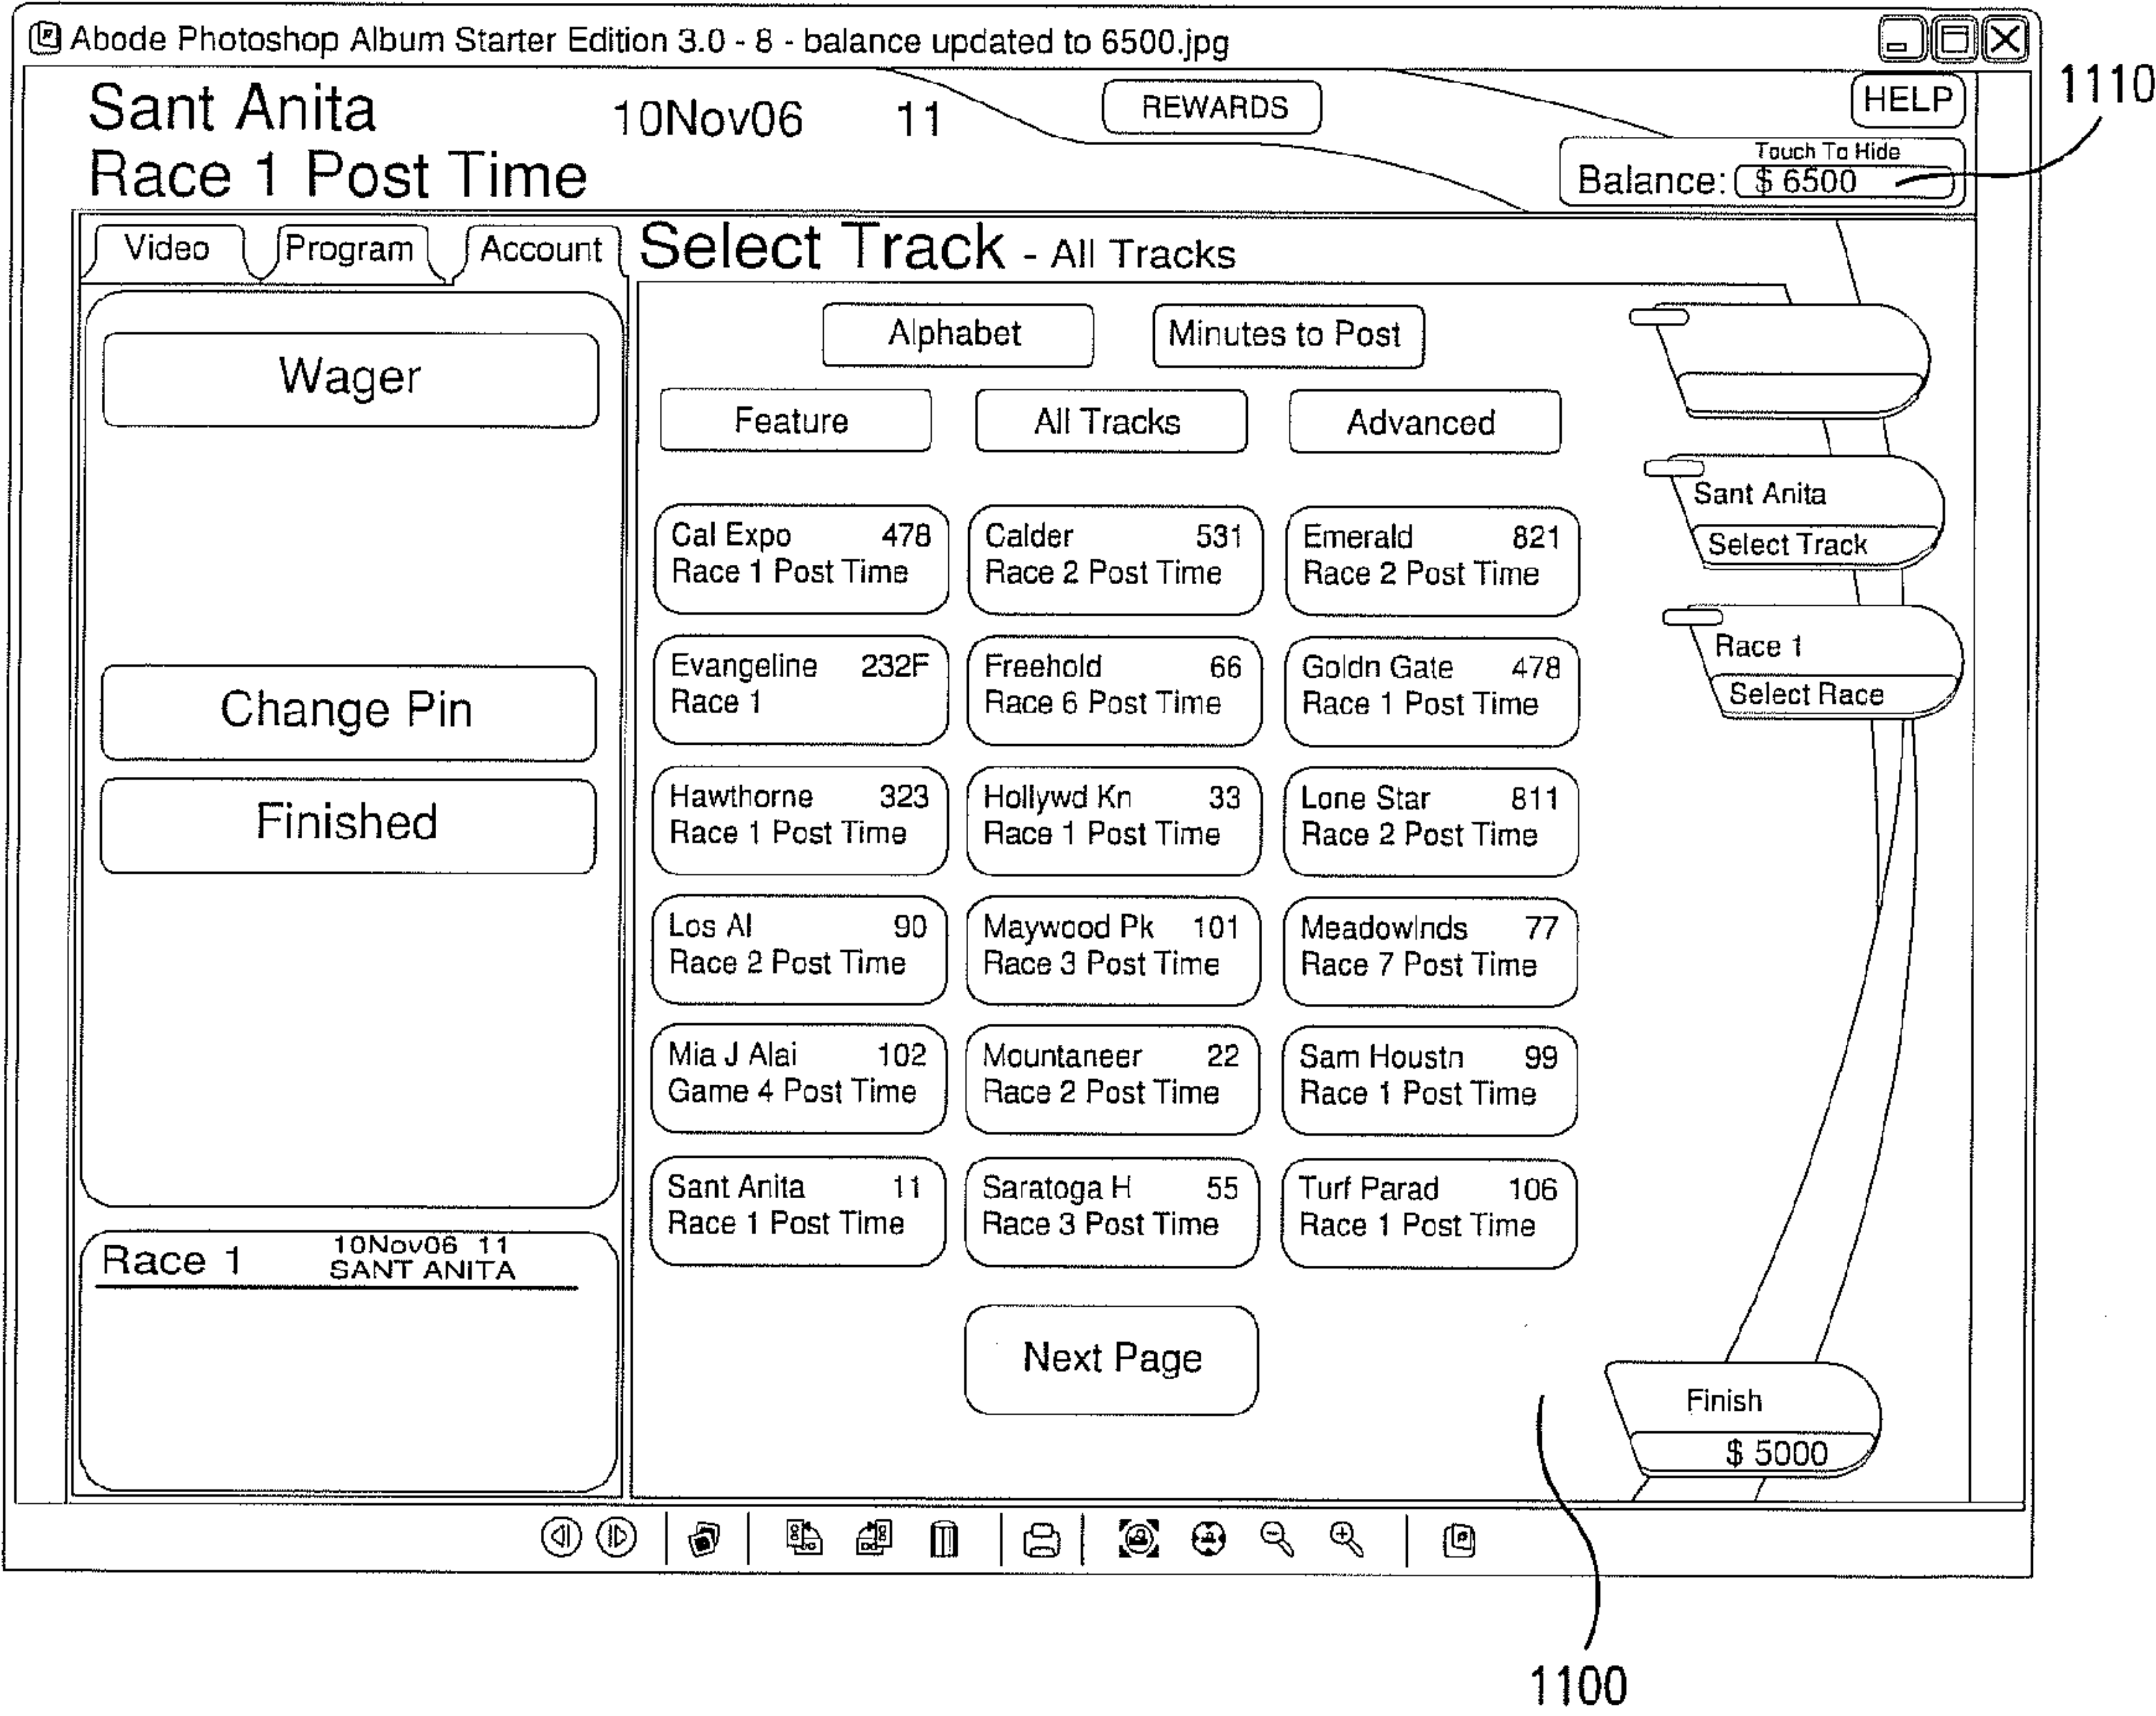 Abode Photoshop Album Starter Edition 3.0 - 8 - balance updated to 6500.jpg
Sant Anita 10Nov06 11 REWARDS HELP
1110
Race 1 Post Time
Touch To Hide
Balance: $ 6500
Video Program Account
Select Track - All Tracks
Wager
Change Pin
Finished
Race 1 10Nov06 11
SANT ANITA
Alphabet Minutes to Post
Feature All Tracks Advanced
Cal Expo 478
Race 1 Post Time
Calder 531
Race 2 Post Time
Emerald 821
Race 2 Post Time
Evangeline 232F
Race 1
Freehold 66
Race 6 Post Time
Goldn Gate 478
Race 1 Post Time
Hawthorne 323
Race 1 Post Time
Hollywd Kn 33
Race 1 Post Time
Lone Star 811
Race 2 Post Time
Los Al 90
Race 2 Post Time
Maywood Pk 101
Race 3 Post Time
Meadowlnds 77
Race 7 Post Time
Mia J Alai 102
Game 4 Post Time
Mountaneer 22
Race 2 Post Time
Sam Houstn 99
Race 1 Post Time
Sant Anita 11
Race 1 Post Time
Saratoga H 55
Race 3 Post Time
Turf Parad 106
Race 1 Post Time
Next Page
Sant Anita
Select Track
Race 1
Select Race
Finish
$ 5000
1100